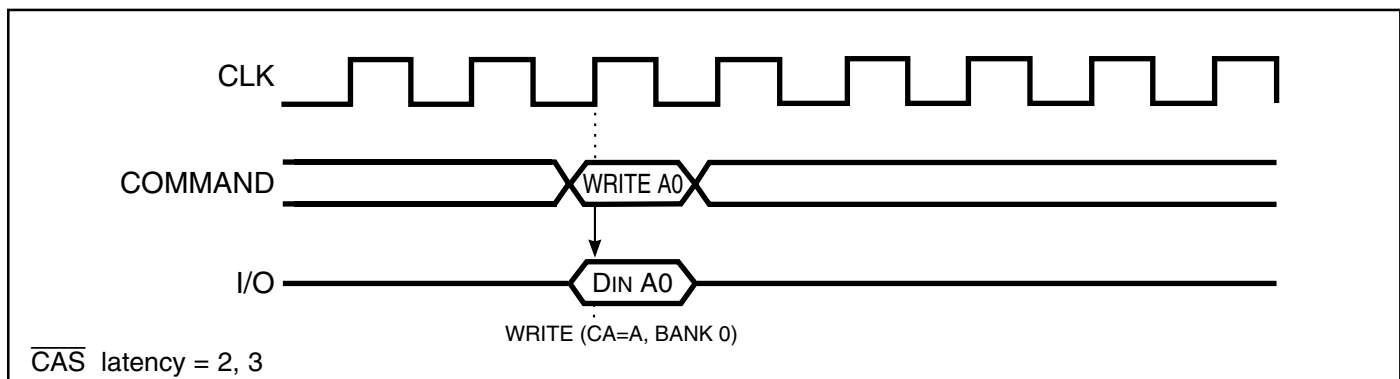 CLK
COMMAND
WRITE A0
I/O
DIN A0
WRITE (CA=A, BANK 0)
CAS latency = 2, 3